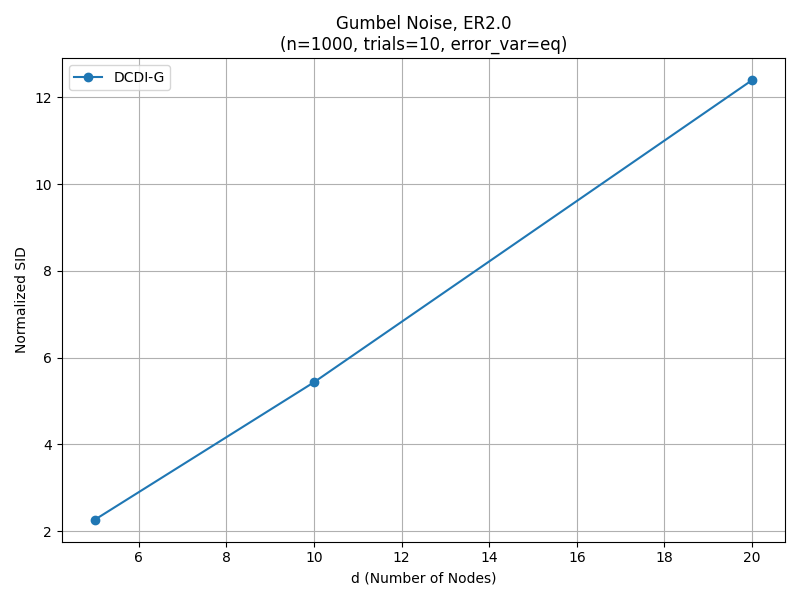 Gumbel Noise, ER2.0
(n=1000, trials=10, error_var=eq)
DCDI-G
Normalized SID
12
10
8
6
4
2
6 8 10 12 14 16 18 20
d (Number of Nodes)